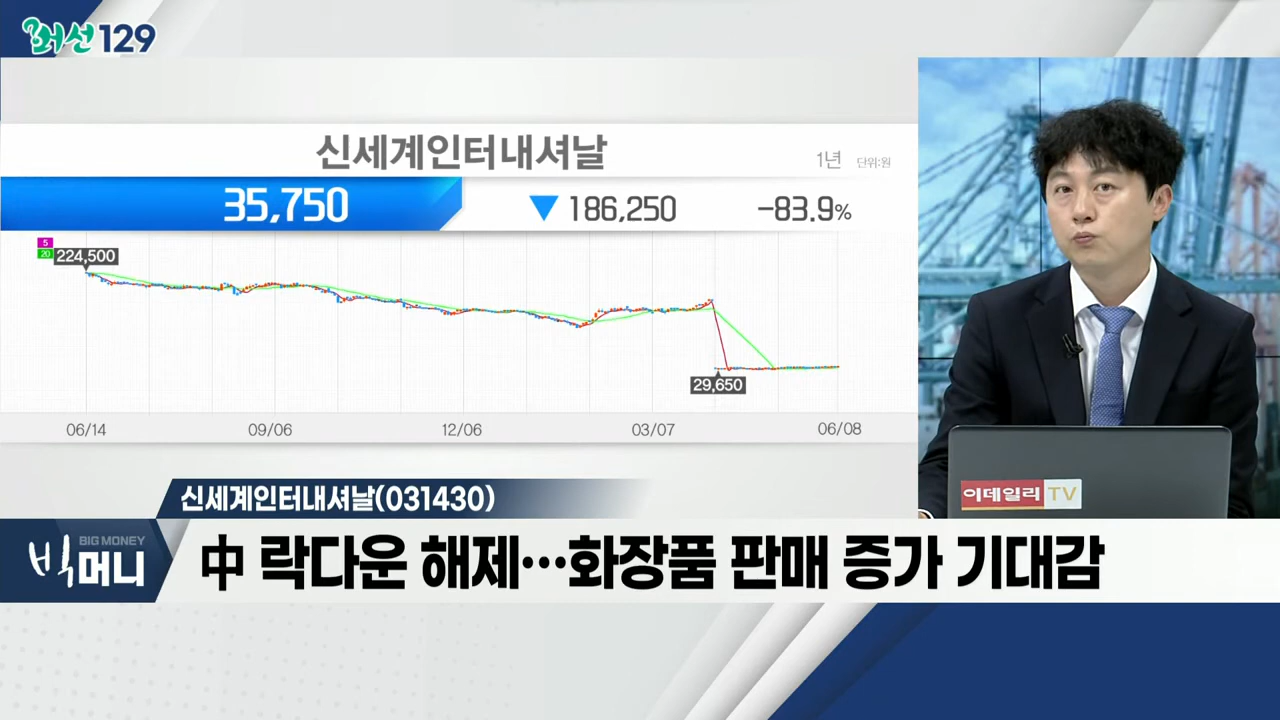 머선129
신세계인터내셔날
1년 단위:원
35,750 ▼186,250 -83.9%
5
20
224,500
29,650
06/14 09/06 12/06 03/07 06/08
이데일리TV
신세계인터내셔날(031430)
BIG MONEY
빅머니
中 락다운 해제…화장품 판매 증가 기대감